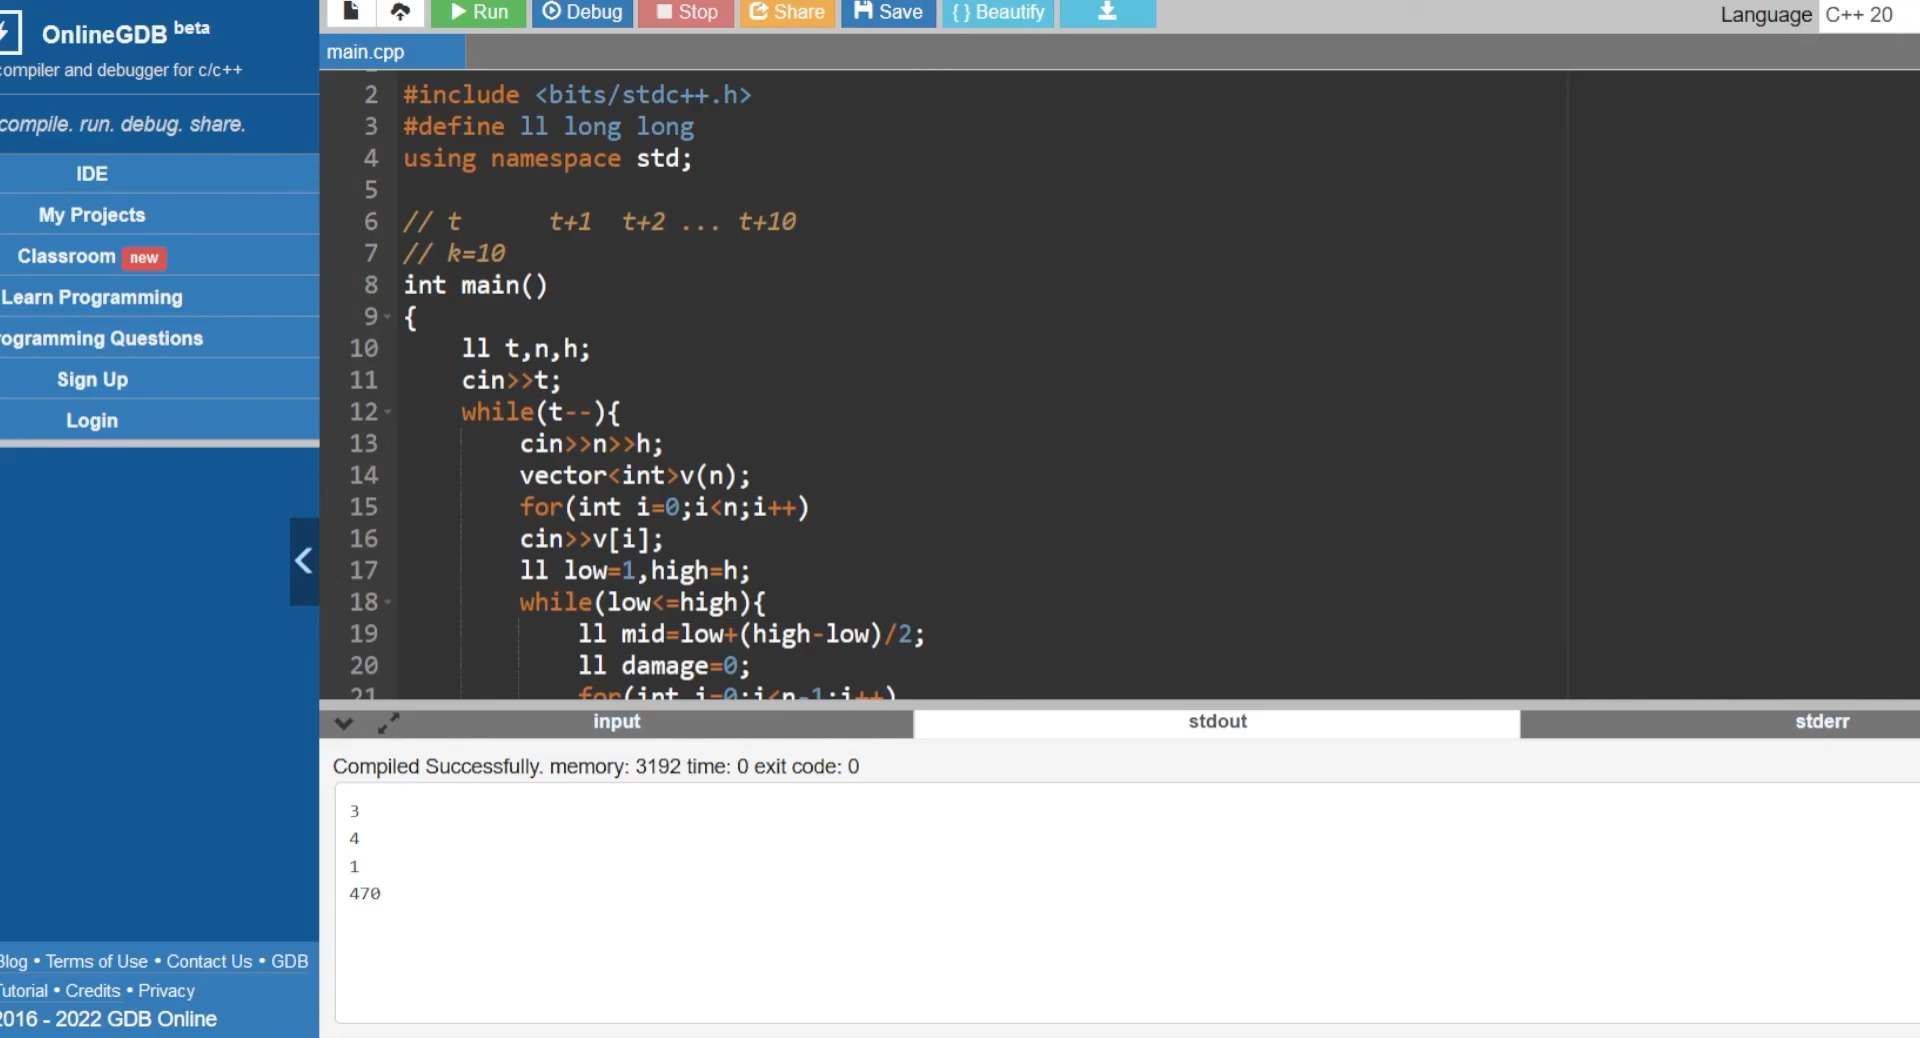 OnlineGDB beta
compiler and debugger for c/c++
compile. run. debug. share.
IDE
My Projects
Classroom new
Learn Programming
rogramming Questions
Sign Up
Login
Blog • Terms of Use • Contact Us • GDB
Tutorial • Credits • Privacy
2016 - 2022 GDB Online
Run Debug Stop Share Save { } Beautify
Language C++ 20
main.cpp
2 #include <bits/stdc++.h>
3 #define ll long long
4 using namespace std;
5
6 // t t+1 t+2 ... t+10
7 // k=10
8 int main()
9 {
10 ll t,n,h;
11 cin>>t;
12 while(t--){
13 cin>>n>>h;
14 vector<int>v(n);
15 for(int i=0;i<n;i++)
16 cin>>v[i];
17 ll low=1,high=h;
18 while(low<=high){
19 ll mid=low+(high-low)/2;
20 ll damage=0;
21 for(int i=0;i<n-1;i++)
input stdout stderr
Compiled Successfully. memory: 3192 time: 0 exit code: 0
3
4
1
470